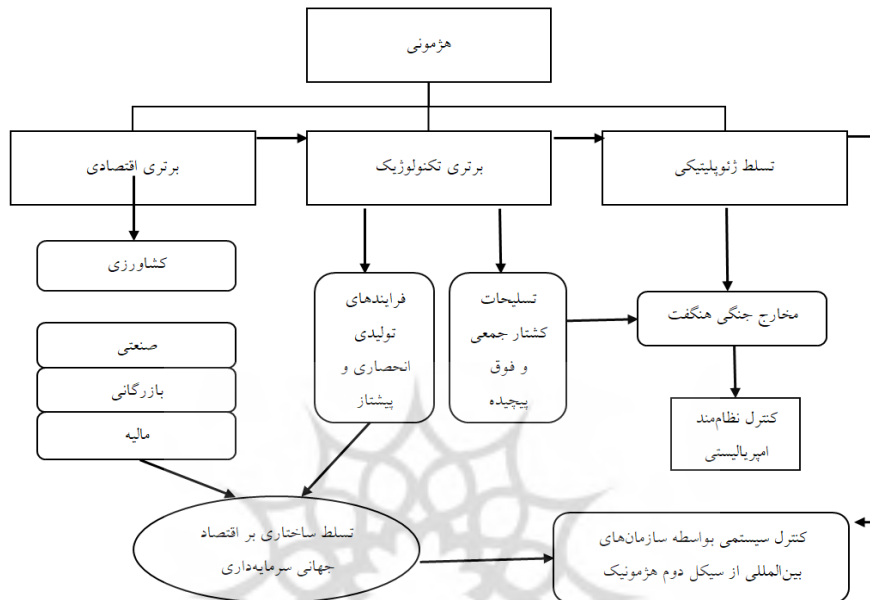 هژمونی
تسلط ژئوپلیتیکی
برتری تکنولوژیک
برتری اقتصادی
کشاورزی
صنعتی
بازرگانی
مالیه
فرایندهای
تولیدی
انحصاری و
پیشتاز
تسلیحات
کشتار جمعی
و فوق
پیچیده
مخارج جنگی هنگفت
کنترل نظام‌مند
امپریالیستی
تسلط ساختاری بر اقتصاد
جهانی سرمایه‌داری
کنترل سیستمی بواسطه سازمان‌های
بین‌المللی از سیکل دوم هژمونیک